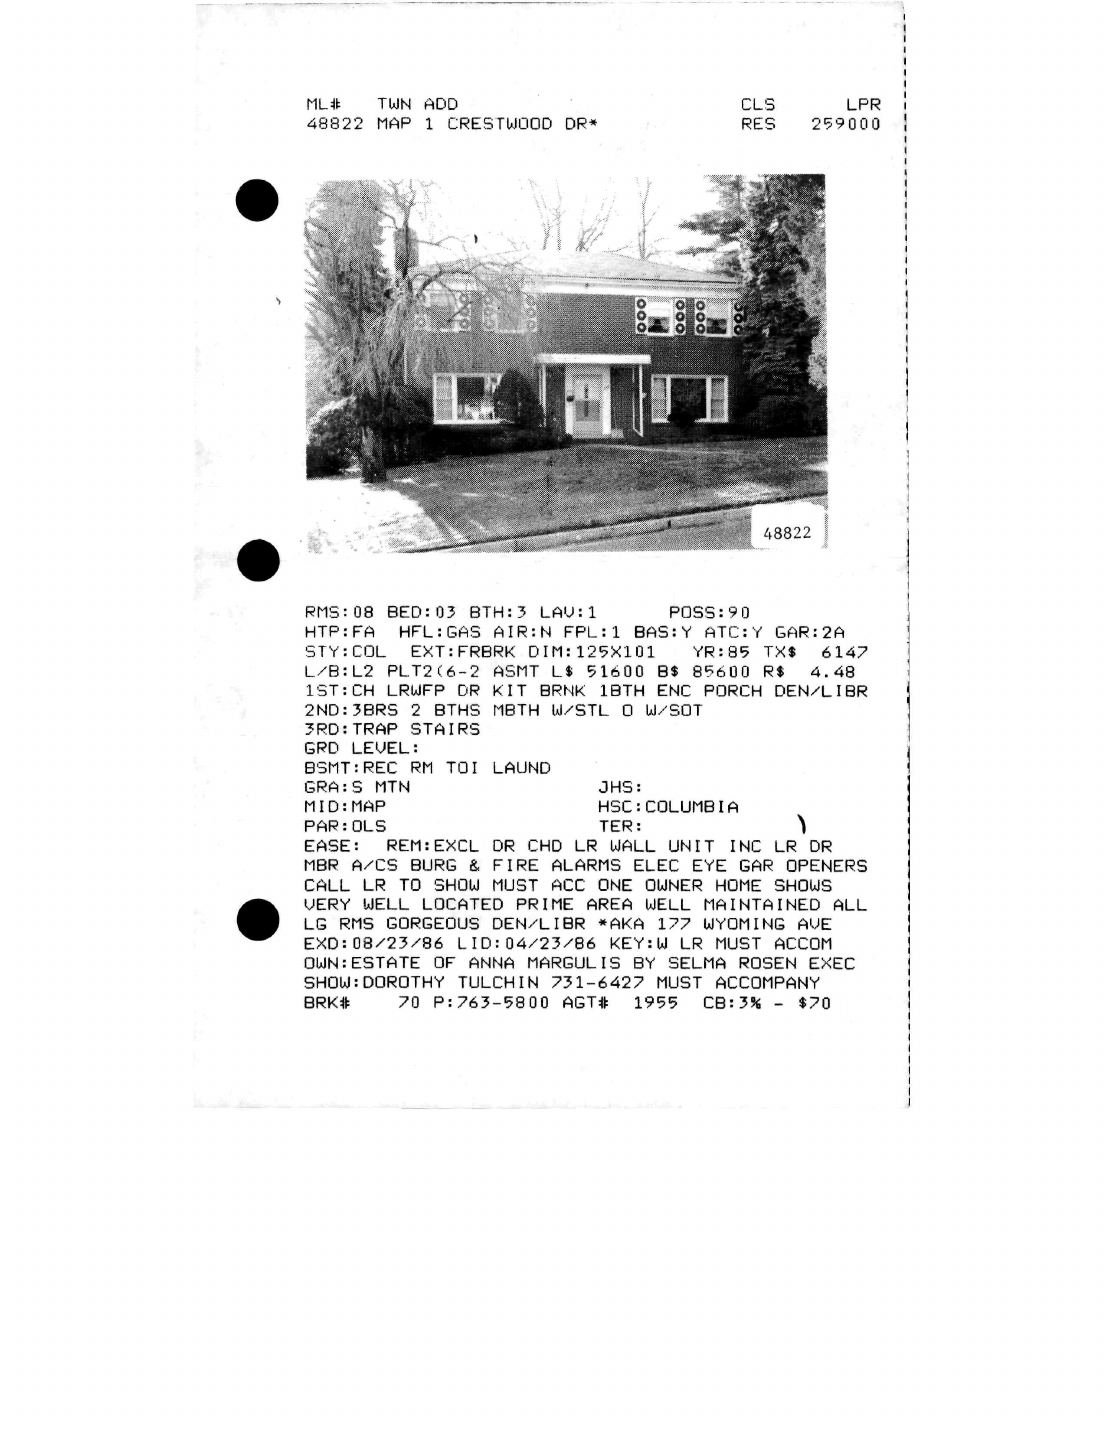 ML#   TWN ADD                        CLS      LPR
48822 MAP 1 CRESTWOOD DR*            RES   259000
48822
RMS:08 BED:03 BTH:3 LAV:1       POSS:90
HTP:FA  HFL:GAS AIR:N FPL:1 BAS:Y ATC:Y GAR:2A
STY:COL  EXT:FRBRK DIM:125X101   YR:85 TX$  6147
L/B:L2 PLT2(6-2 ASMT L$ 51600 B$ 85600 R$  4.48
1ST:CH LRWFP DR KIT BRNK 1BTH ENC PORCH DEN/LIBR
2ND:3BRS 2 BTHS MBTH W/STL O W/SOT
3RD:TRAP STAIRS
GRD LEVEL:
BSMT:REC RM TOI LAUND
GRA:S MTN                JHS:
MID:MAP                  HSC:COLUMBIA
PAR:OLS                  TER:
EASE:  REM:EXCL DR CHD LR WALL UNIT INC LR DR
MBR A/CS BURG & FIRE ALARMS ELEC EYE GAR OPENERS
CALL LR TO SHOW MUST ACC ONE OWNER HOME SHOWS
VERY WELL LOCATED PRIME AREA WELL MAINTAINED ALL
LG RMS GORGEOUS DEN/LIBR *AKA 177 WYOMING AVE
EXD:08/23/86 LID:04/23/86 KEY:W LR MUST ACCOM
OWN:ESTATE OF ANNA MARGULIS BY SELMA ROSEN EXEC
SHOW:DOROTHY TULCHIN 731-6427 MUST ACCOMPANY
BRK#    70 P:763-5800 AGT#  1955  CB:3% - $70